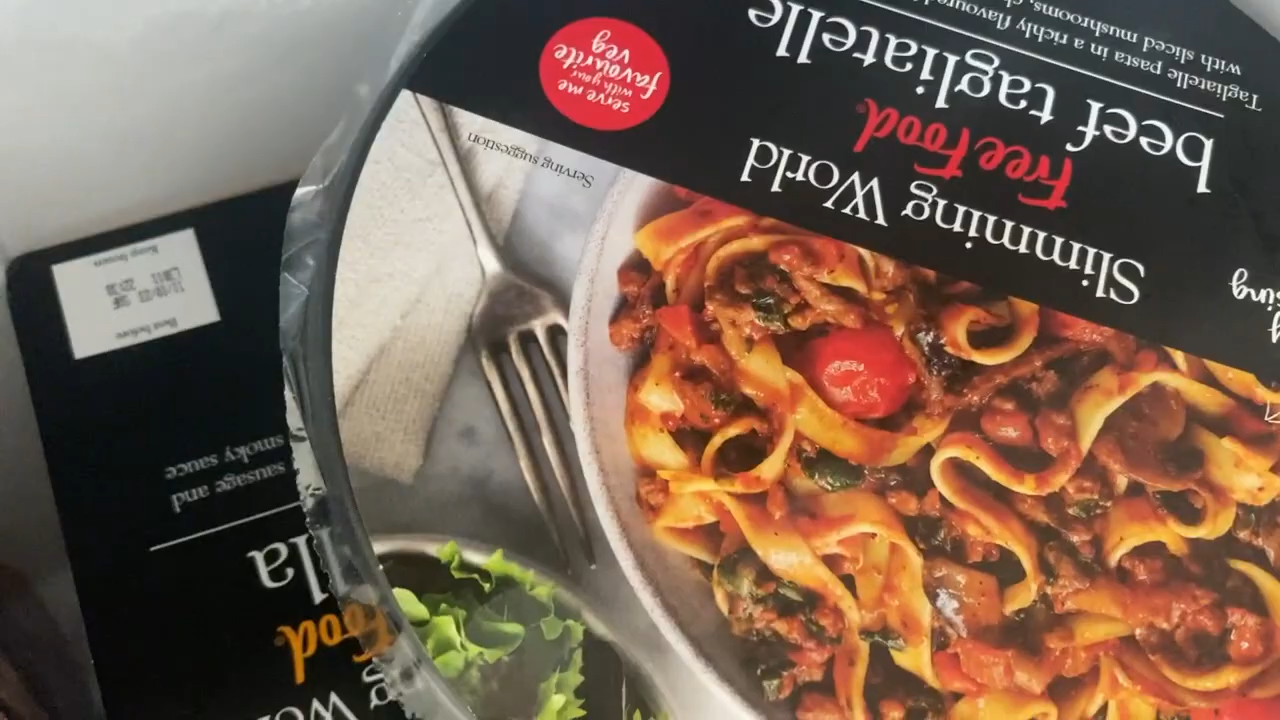 Slimming World
free food
beef tagliatelle
Tagliatelle pasta in a richly flavoured
with sliced mushrooms,
serve me
with your
favourite
veg
Serving suggestion
food
lla
sausage and
smoky sauce
Best before
Keep frozen